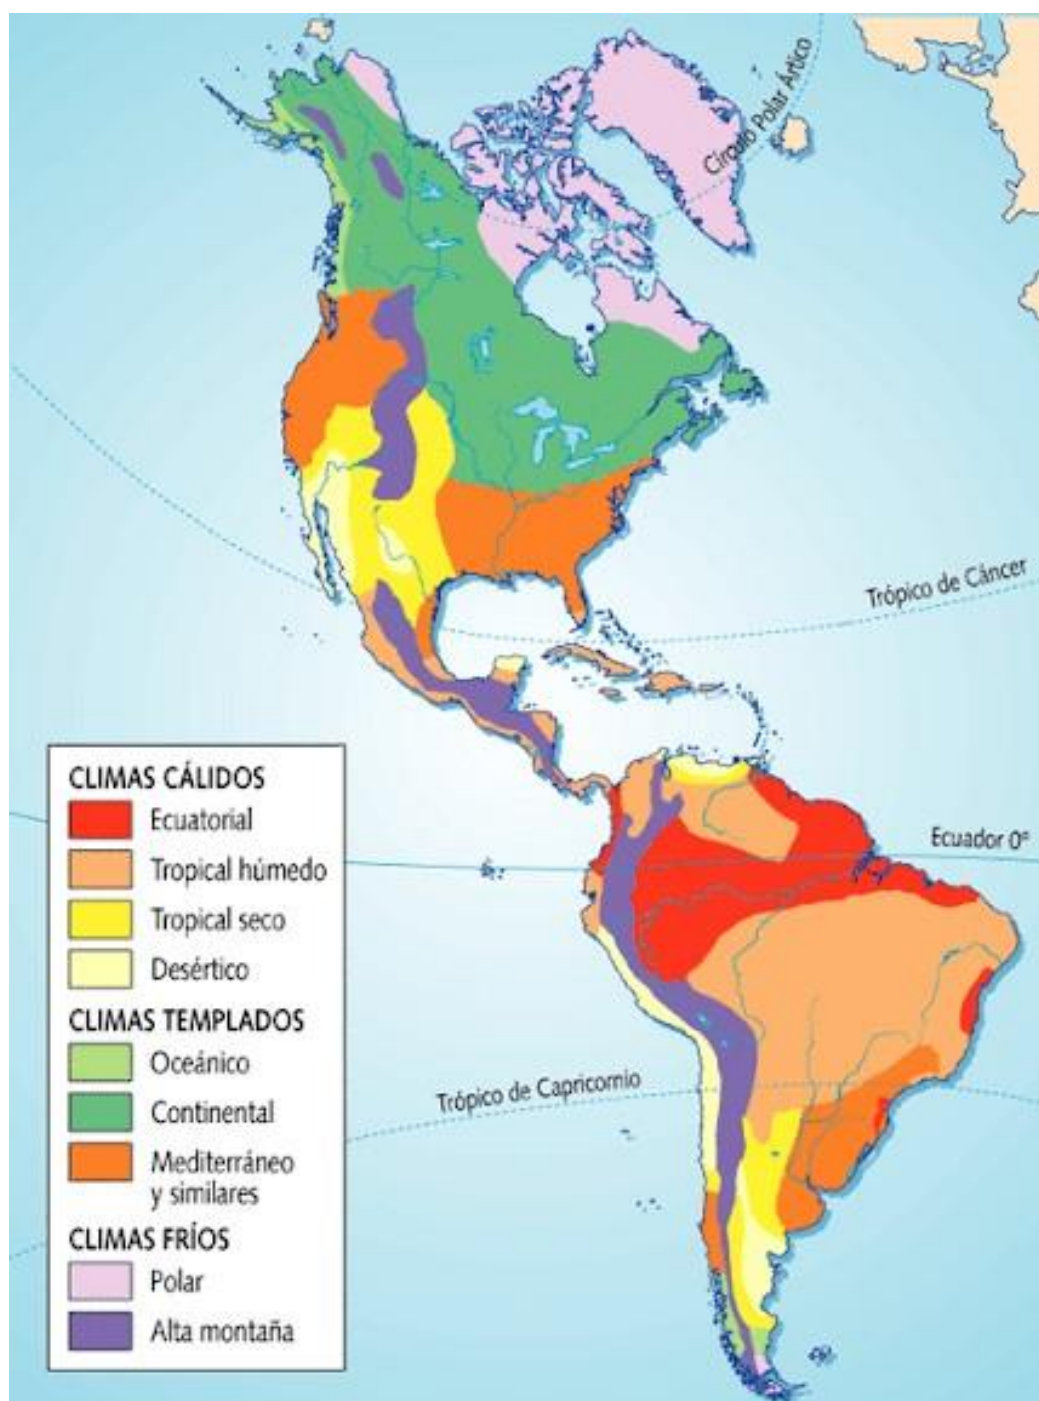 Círculo Polar Ártico
Trópico de Cáncer
Ecuador 0º
Trópico de Capricornio
CLIMAS CÁLIDOS
Ecuatorial
Tropical húmedo
Tropical seco
Desértico
CLIMAS TEMPLADOS
Oceánico
Continental
Mediterráneo
y similares
CLIMAS FRÍOS
Polar
Alta montaña